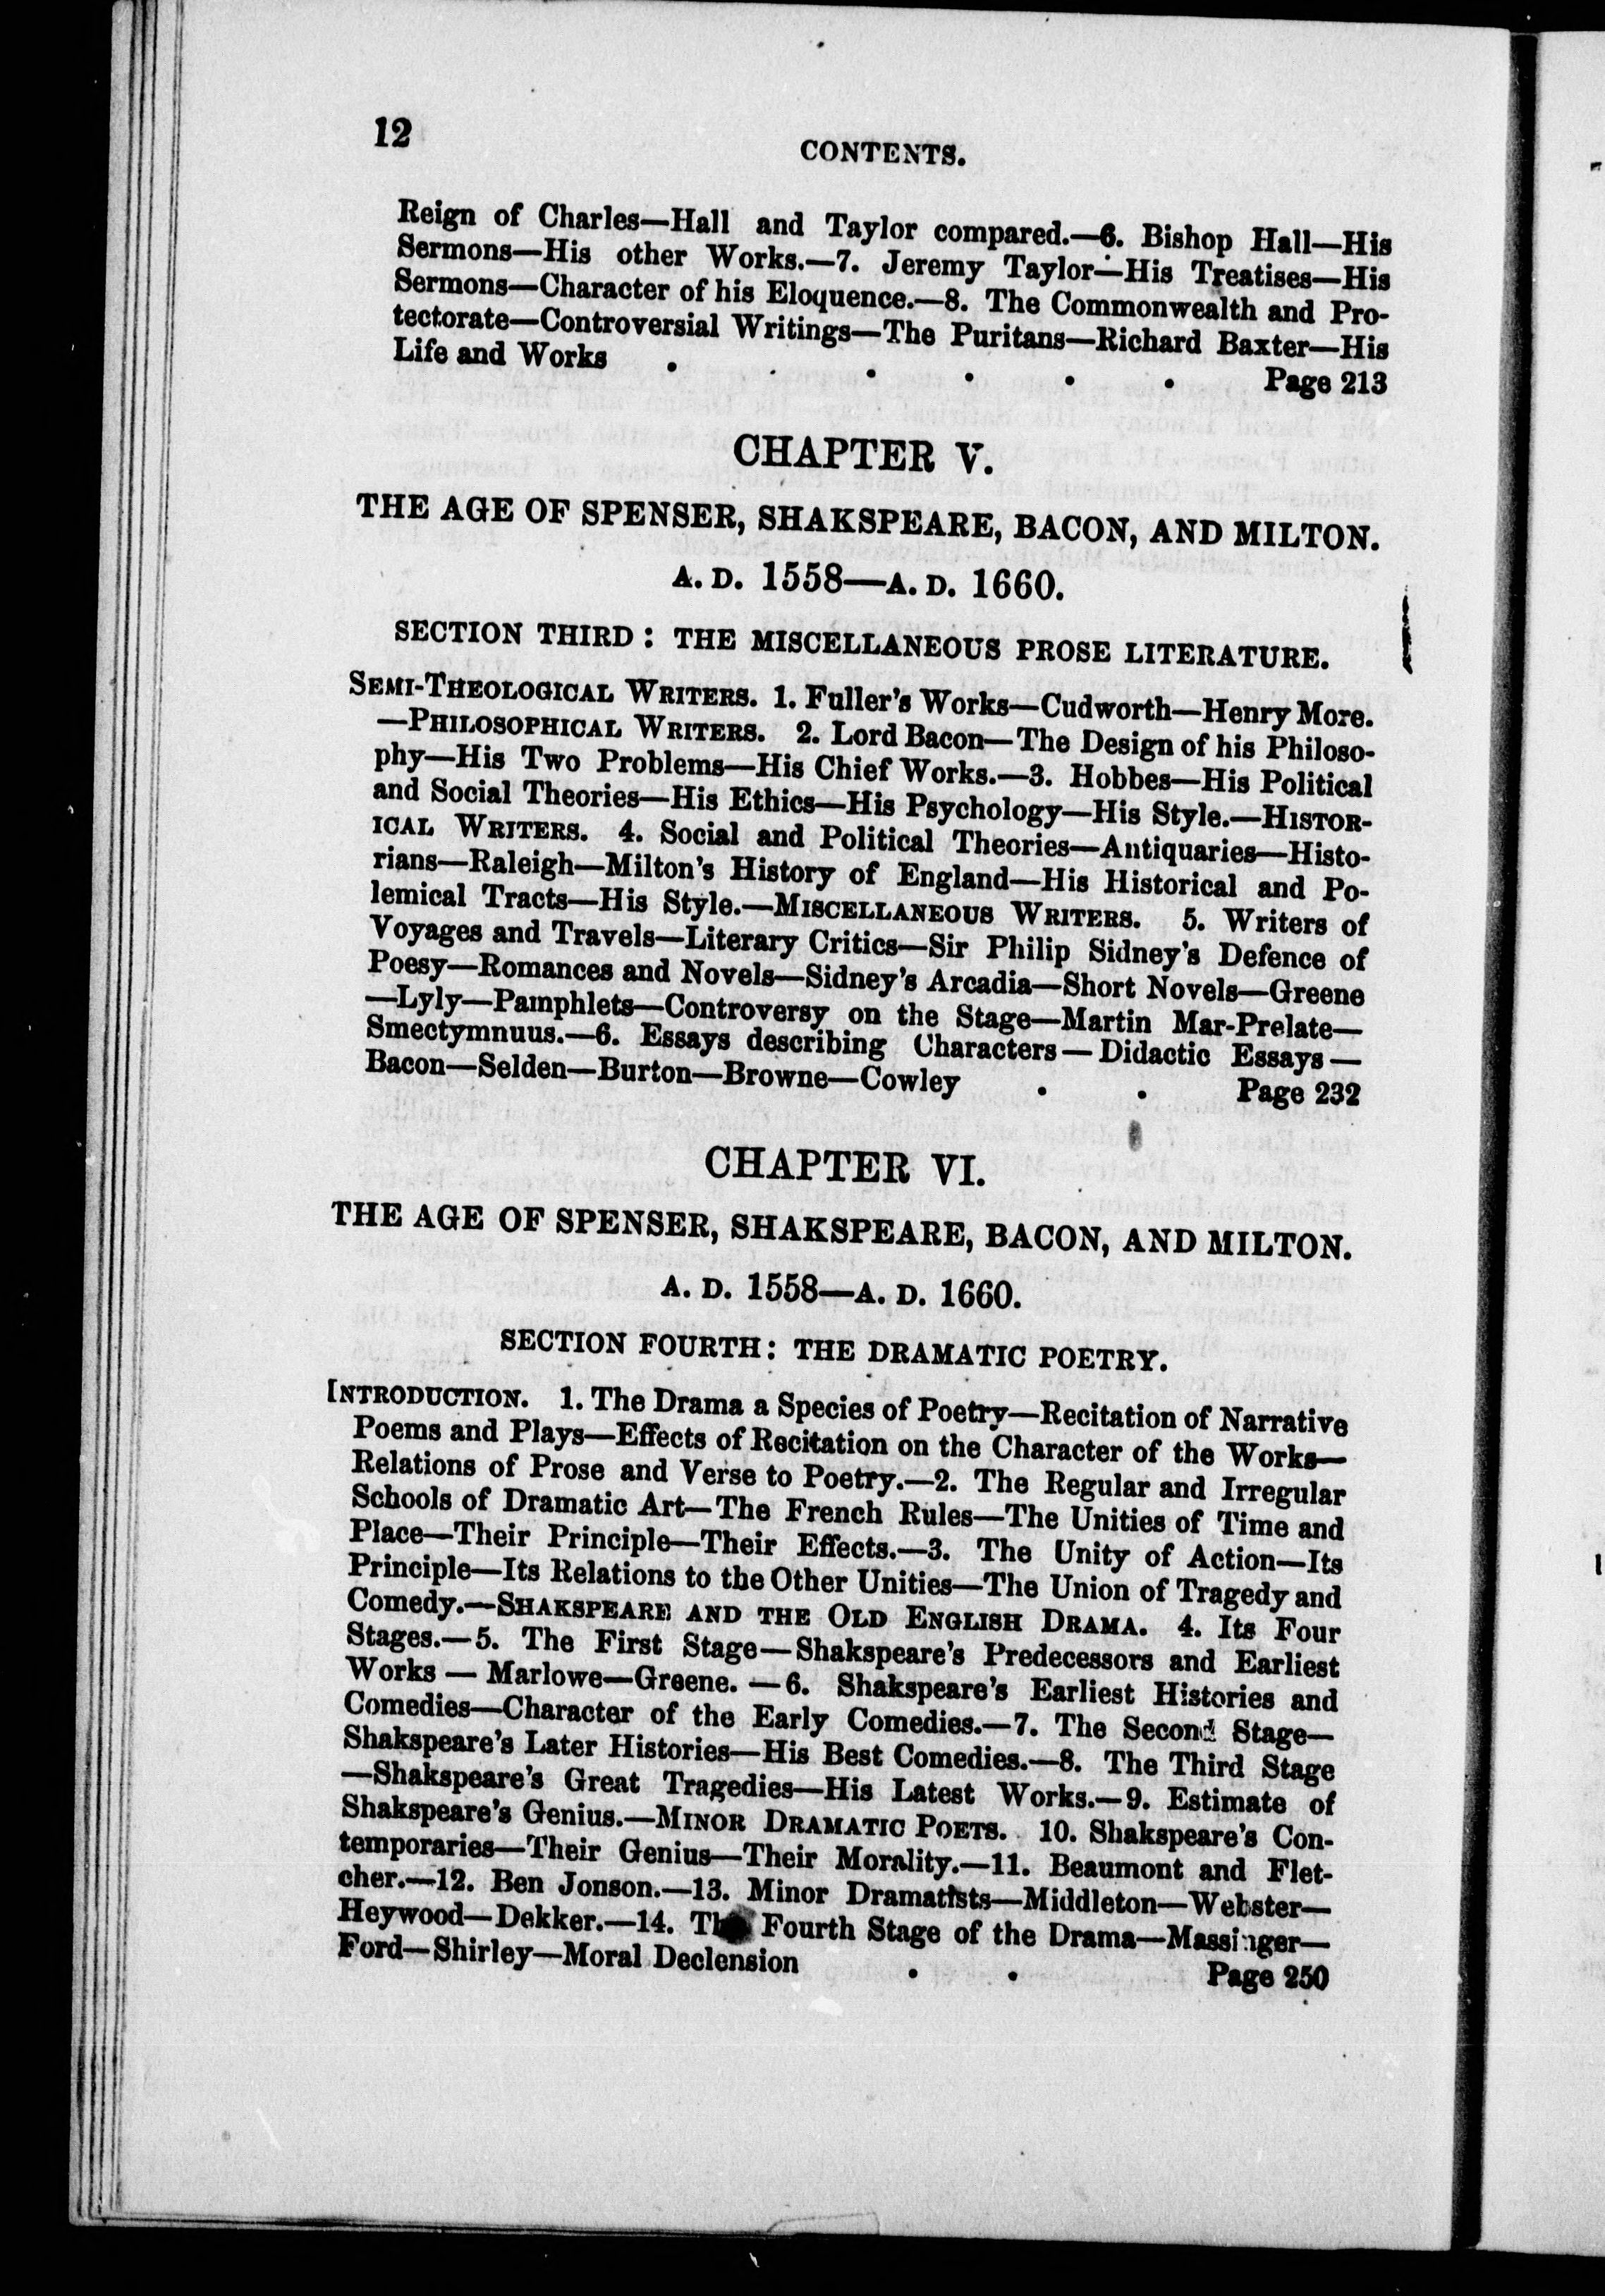 12
CONTENTS.
Reign of Charles—Hall and Taylor compared.—6. Bishop Hall—His
Sermons—His other Works.—7. Jeremy Taylor—His Treatises—His
Sermons—Character of his Eloquence.—8. The Commonwealth and Pro-
tectorate—Controversial Writings—The Puritans—Richard Baxter—His
Life and Works . . . . . . Page 213
CHAPTER V.
THE AGE OF SPENSER, SHAKSPEARE, BACON, AND MILTON.
A. D. 1558—A. D. 1660.
SECTION THIRD: THE MISCELLANEOUS PROSE LITERATURE.
SEMI-THEOLOGICAL WRITERS. 1. Fuller's Works—Cudworth—Henry More.
—PHILOSOPHICAL WRITERS. 2. Lord Bacon—The Design of his Philoso-
phy—His Two Problems—His Chief Works.—3. Hobbes—His Political
and Social Theories—His Ethics—His Psychology—His Style.—HISTOR-
ICAL WRITERS. 4. Social and Political Theories—Antiquaries—Histo-
rians—Raleigh—Milton's History of England—His Historical and Po-
lemical Tracts—His Style.—MISCELLANEOUS WRITERS. 5. Writers of
Voyages and Travels—Literary Critics—Sir Philip Sidney's Defence of
Poesy—Romances and Novels—Sidney's Arcadia—Short Novels—Greene
—Lyly—Pamphlets—Controversy on the Stage—Martin Mar-Prelate—
Smectymnuus.—6. Essays describing Characters—Didactic Essays—
Bacon—Selden—Burton—Browne—Cowley . . Page 232
CHAPTER VI.
THE AGE OF SPENSER, SHAKSPEARE, BACON, AND MILTON.
A. D. 1558—A. D. 1660.
SECTION FOURTH: THE DRAMATIC POETRY.
INTRODUCTION. 1. The Drama a Species of Poetry—Recitation of Narrative
Poems and Plays—Effects of Recitation on the Character of the Works—
Relations of Prose and Verse to Poetry.—2. The Regular and Irregular
Schools of Dramatic Art—The French Rules—The Unities of Time and
Place—Their Principle—Their Effects.—3. The Unity of Action—Its
Principle—Its Relations to the Other Unities—The Union of Tragedy and
Comedy.—SHAKSPEARE AND THE OLD ENGLISH DRAMA. 4. Its Four
Stages.—5. The First Stage—Shakspeare's Predecessors and Earliest
Works — Marlowe—Greene. — 6. Shakspeare's Earliest Histories and
Comedies—Character of the Early Comedies.—7. The Second Stage—
Shakspeare's Later Histories—His Best Comedies.—8. The Third Stage
—Shakspeare's Great Tragedies—His Latest Works.—9. Estimate of
Shakspeare's Genius.—MINOR DRAMATIC POETS. 10. Shakspeare's Con-
temporaries—Their Genius—Their Morality.—11. Beaumont and Flet-
cher.—12. Ben Jonson.—13. Minor Dramatists—Middleton—Webster—
Heywood—Dekker.—14. The Fourth Stage of the Drama—Massinger—
Ford—Shirley—Moral Declension . . Page 250